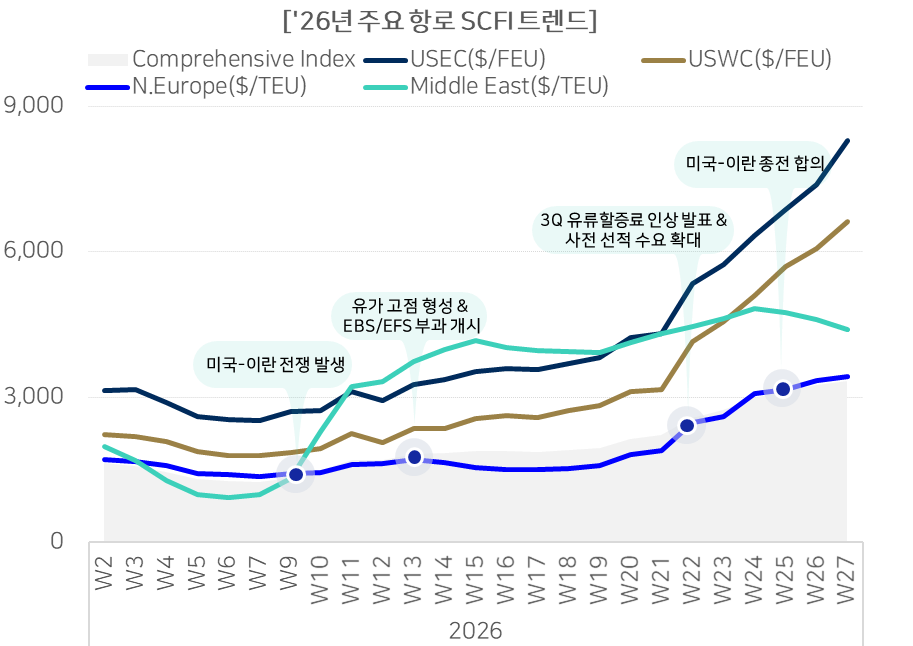 ['26년 주요 항로 SCFI 트렌드]
Comprehensive Index
USEC($/FEU)
USWC($/FEU)
N.Europe($/TEU)
Middle East($/TEU)
9,000
6,000
3,000
0
미국-이란 전쟁 발생
유가 고점 형성 &
EBS/EFS 부과 개시
3Q 유류할증료 인상 발표 &
사전 선적 수요 확대
미국-이란 종전 합의
W2
W3
W4
W5
W6
W7
W9
W10
W11
W12
W13
W14
W15
W16
W17
W18
W19
W20
W21
W22
W23
W24
W25
W26
W27
2026